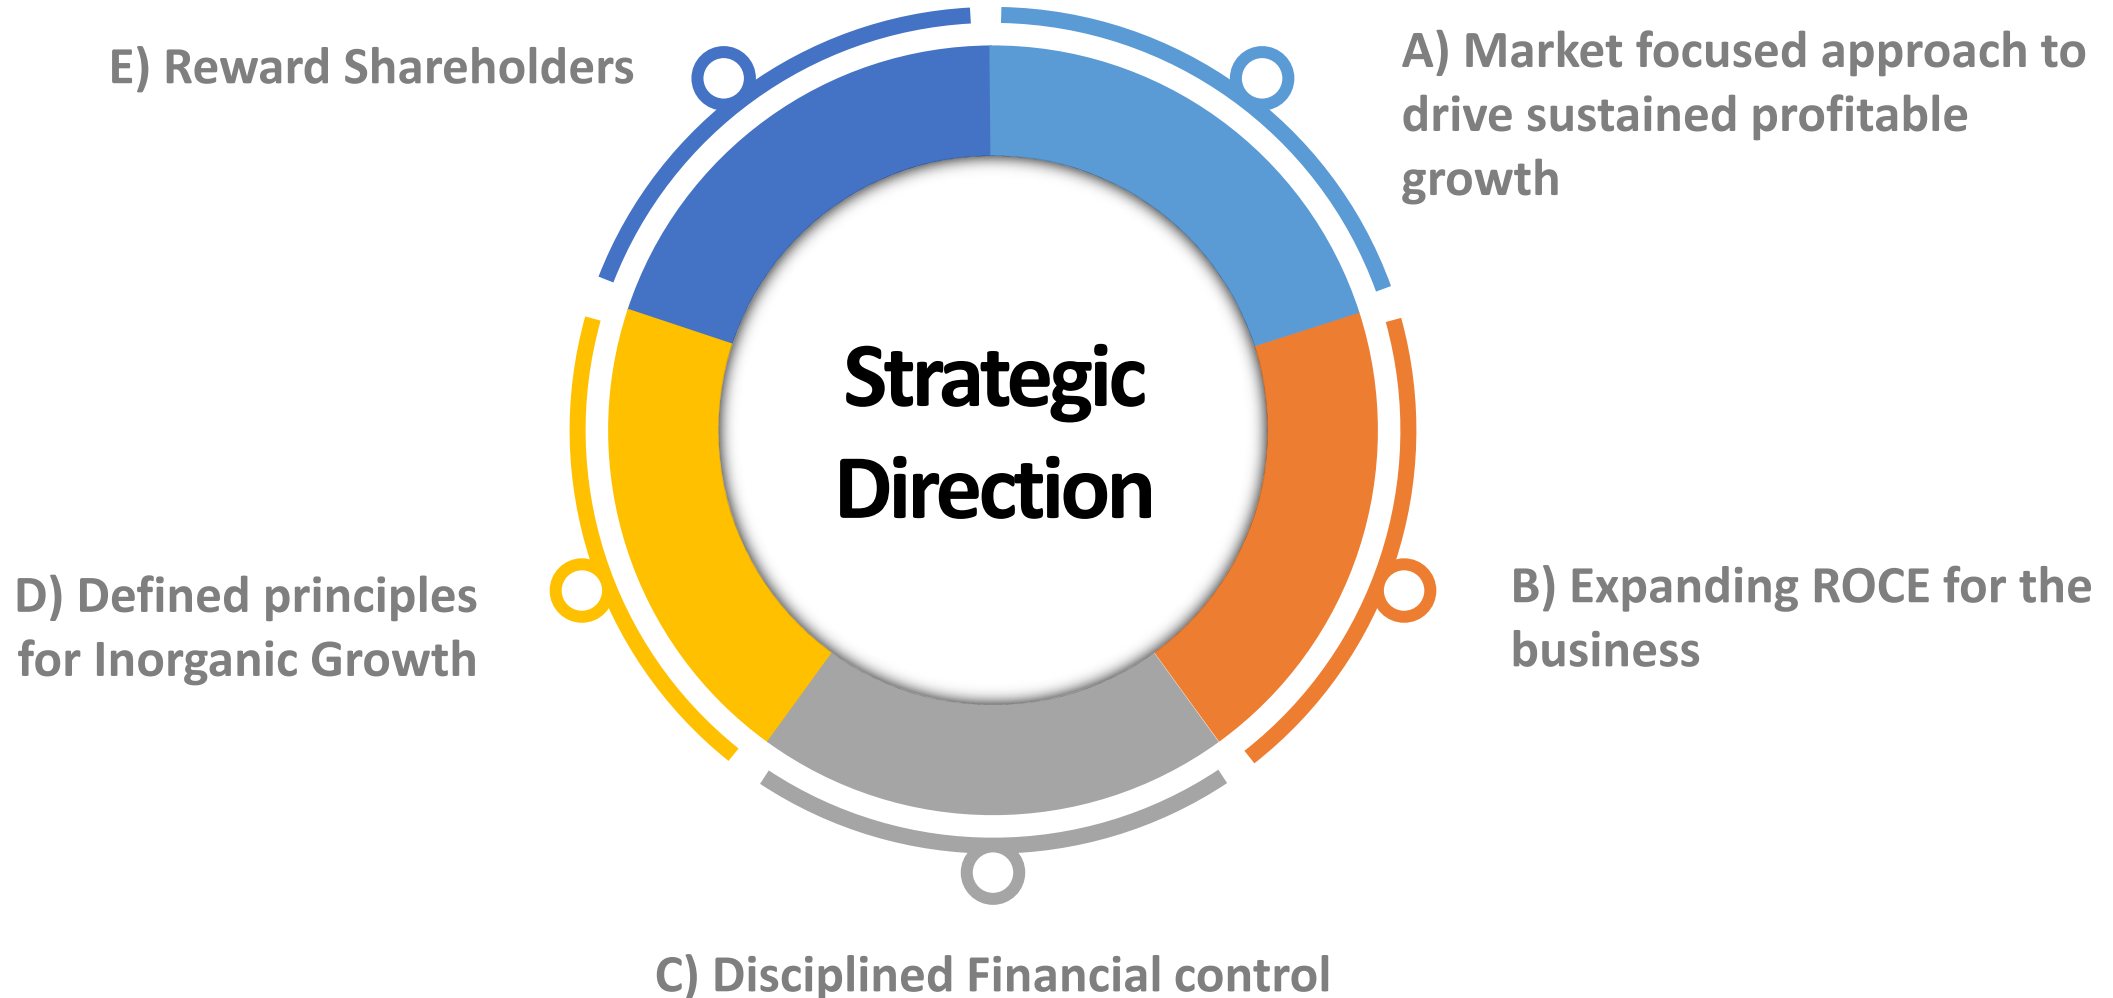 E) Reward Shareholders
A) Market focused approach to
drive sustained profitable
growth
Strategic
Direction
D) Defined principles
for Inorganic Growth
B) Expanding ROCE for the
business
C) Disciplined Financial control